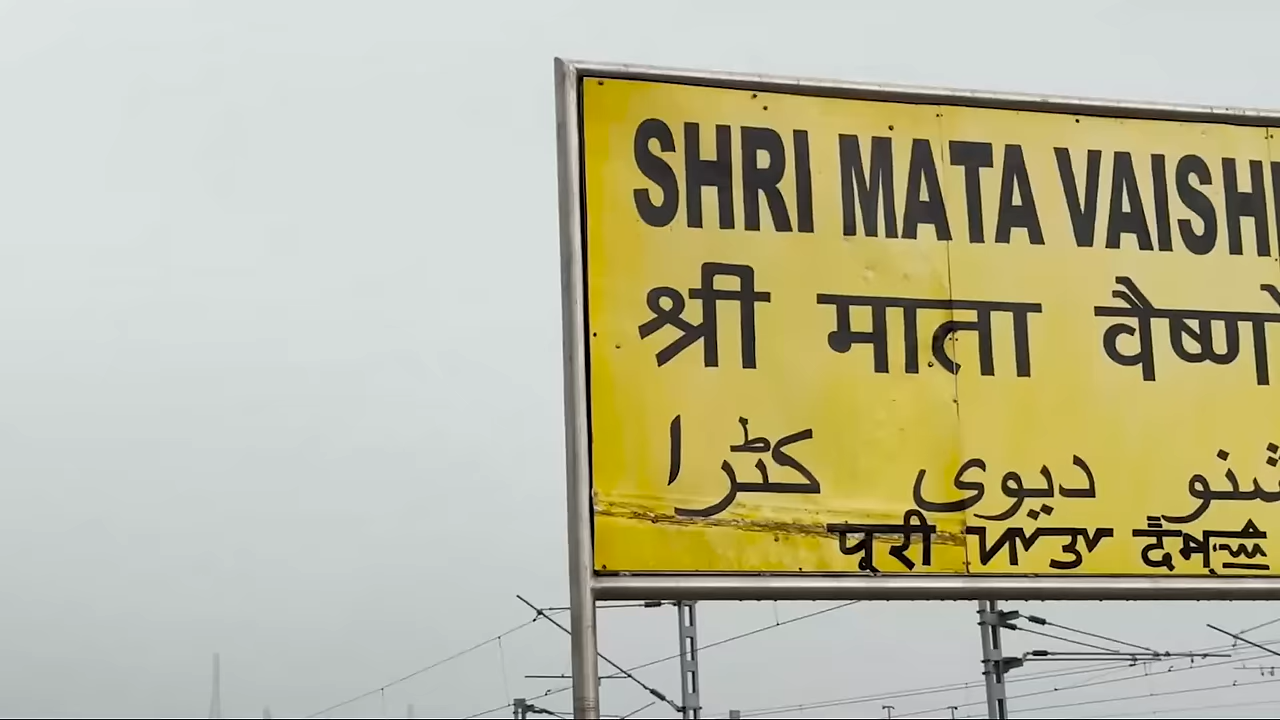 SHRI MATA VAISH
श्री माता वैष्णो
شنو دیوی کٹرا